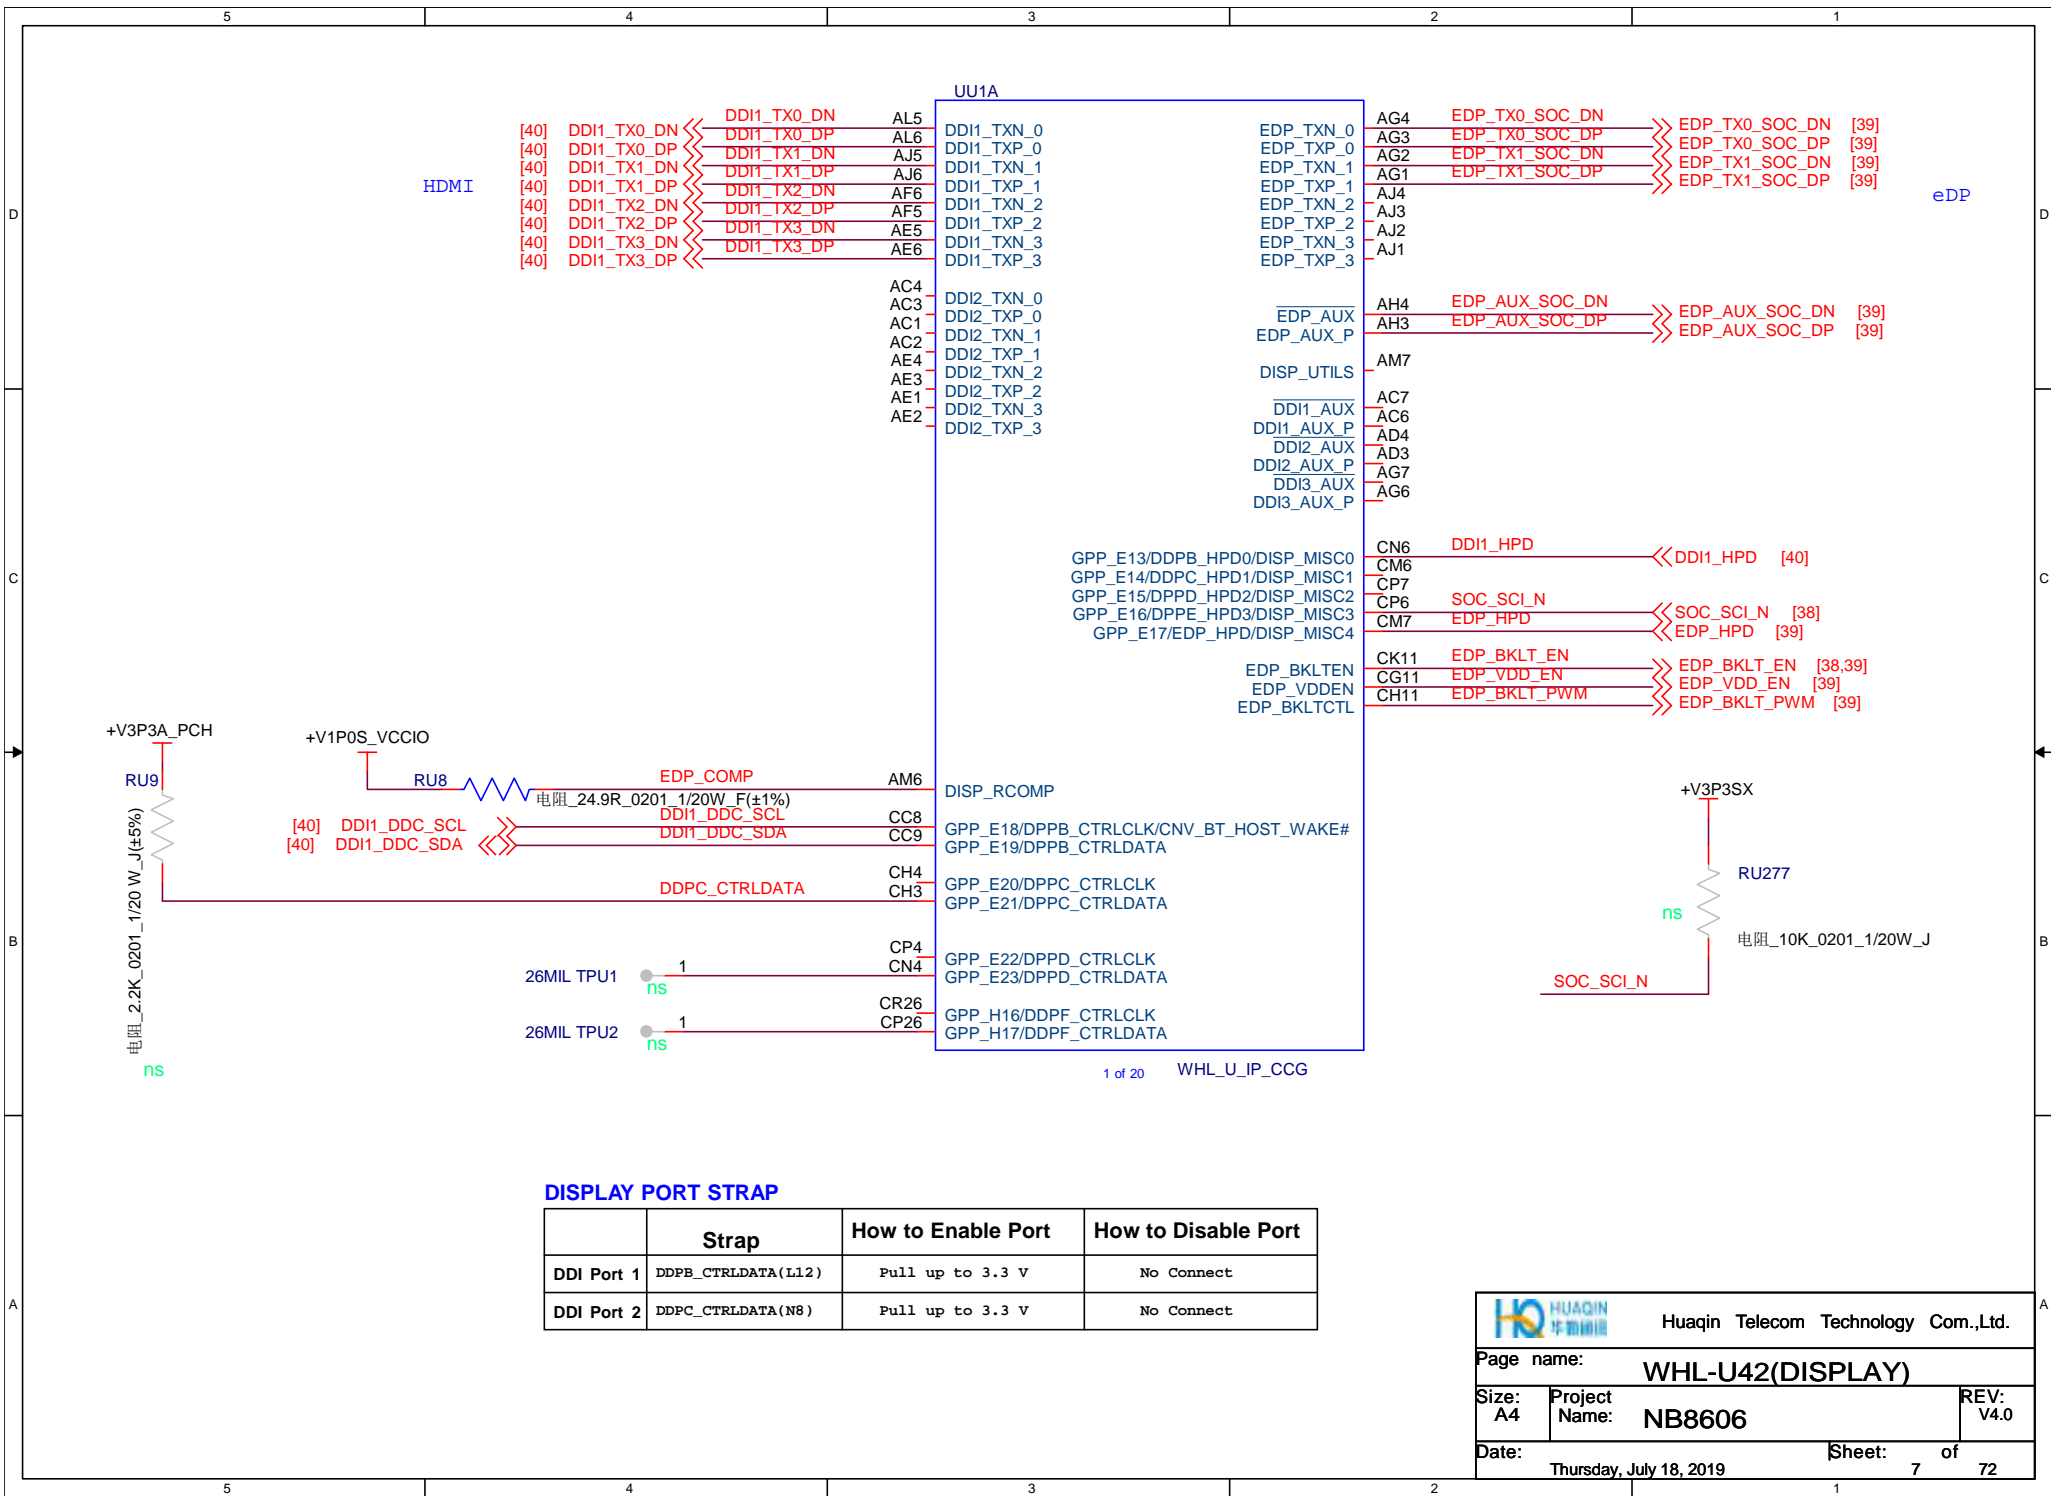 5 4 3 2 1
UU1A
HDMI
eDP
[40] DDI1_TX0_DN DDI1_TX0_DN AL5 DDI1_TXN_0
[40] DDI1_TX0_DP DDI1_TX0_DP AL6 DDI1_TXP_0
[40] DDI1_TX1_DN DDI1_TX1_DN AJ5 DDI1_TXN_1
[40] DDI1_TX1_DP DDI1_TX1_DP AJ6 DDI1_TXP_1
[40] DDI1_TX2_DN DDI1_TX2_DN AF6 DDI1_TXN_2
[40] DDI1_TX2_DP DDI1_TX2_DP AF5 DDI1_TXP_2
[40] DDI1_TX3_DN DDI1_TX3_DN AE5 DDI1_TXN_3
[40] DDI1_TX3_DP DDI1_TX3_DP AE6 DDI1_TXP_3
AC4 DDI2_TXN_0
AC3 DDI2_TXP_0
AC1 DDI2_TXN_1
AC2 DDI2_TXP_1
AE4 DDI2_TXN_2
AE3 DDI2_TXP_2
AE1 DDI2_TXN_3
AE2 DDI2_TXP_3
EDP_TXN_0 AG4 EDP_TX0_SOC_DN EDP_TX0_SOC_DN [39]
EDP_TXP_0 AG3 EDP_TX0_SOC_DP EDP_TX0_SOC_DP [39]
EDP_TXN_1 AG2 EDP_TX1_SOC_DN EDP_TX1_SOC_DN [39]
EDP_TXP_1 AG1 EDP_TX1_SOC_DP EDP_TX1_SOC_DP [39]
EDP_TXN_2 AJ4
EDP_TXP_2 AJ3
EDP_TXN_3 AJ2
EDP_TXP_3 AJ1
EDP_AUX AH4 EDP_AUX_SOC_DN EDP_AUX_SOC_DN [39]
EDP_AUX_P AH3 EDP_AUX_SOC_DP EDP_AUX_SOC_DP [39]
DISP_UTILS AM7
DDI1_AUX AC7
DDI1_AUX_P AC6
DDI2_AUX AD4
DDI2_AUX_P AD3
DDI3_AUX AG7
DDI3_AUX_P AG6
GPP_E13/DDPB_HPD0/DISP_MISC0 CN6 DDI1_HPD DDI1_HPD [40]
GPP_E14/DDPC_HPD1/DISP_MISC1 CM6
GPP_E15/DPPD_HPD2/DISP_MISC2 CP7
GPP_E16/DPPE_HPD3/DISP_MISC3 CP6 SOC_SCI_N SOC_SCI_N [38]
GPP_E17/EDP_HPD/DISP_MISC4 CM7 EDP_HPD EDP_HPD [39]
EDP_BKLTEN CK11 EDP_BKLT_EN EDP_BKLT_EN [38,39]
EDP_VDDEN CG11 EDP_VDD_EN EDP_VDD_EN [39]
EDP_BKLTCTL CH11 EDP_BKLT_PWM EDP_BKLT_PWM [39]
+V3P3A_PCH
RU9
电阻_2.2K_0201_1/20 W_J(±5%)
ns
+V1P0S_VCCIO
RU8 EDP_COMP AM6 DISP_RCOMP
电阻_24.9R_0201_1/20W_F(±1%)
[40] DDI1_DDC_SCL DDI1_DDC_SCL CC8 GPP_E18/DPPB_CTRLCLK/CNV_BT_HOST_WAKE#
[40] DDI1_DDC_SDA DDI1_DDC_SDA CC9 GPP_E19/DPPB_CTRLDATA
CH4 GPP_E20/DPPC_CTRLCLK
DDPC_CTRLDATA CH3 GPP_E21/DPPC_CTRLDATA
CP4 GPP_E22/DPPD_CTRLCLK
26MIL TPU1 ns 1 CN4 GPP_E23/DPPD_CTRLDATA
CR26 GPP_H16/DDPF_CTRLCLK
26MIL TPU2 ns 1 CP26 GPP_H17/DDPF_CTRLDATA
1 of 20 WHL_U_IP_CCG
+V3P3SX
RU277
ns
电阻_10K_0201_1/20W_J
SOC_SCI_N
D D
C C
B B
A A
DISPLAY PORT STRAP
Strap How to Enable Port How to Disable Port
DDI Port 1 DDPB_CTRLDATA(L12) Pull up to 3.3 V No Connect
DDI Port 2 DDPC_CTRLDATA(N8) Pull up to 3.3 V No Connect
HQ HUAQIN 华勤通讯
Huaqin Telecom Technology Com.,Ltd.
Page name: WHL-U42(DISPLAY)
Size: A4 Project Name: NB8606 REV: V4.0
Date: Thursday, July 18, 2019 Sheet: 7 of 72
5 4 3 2 1